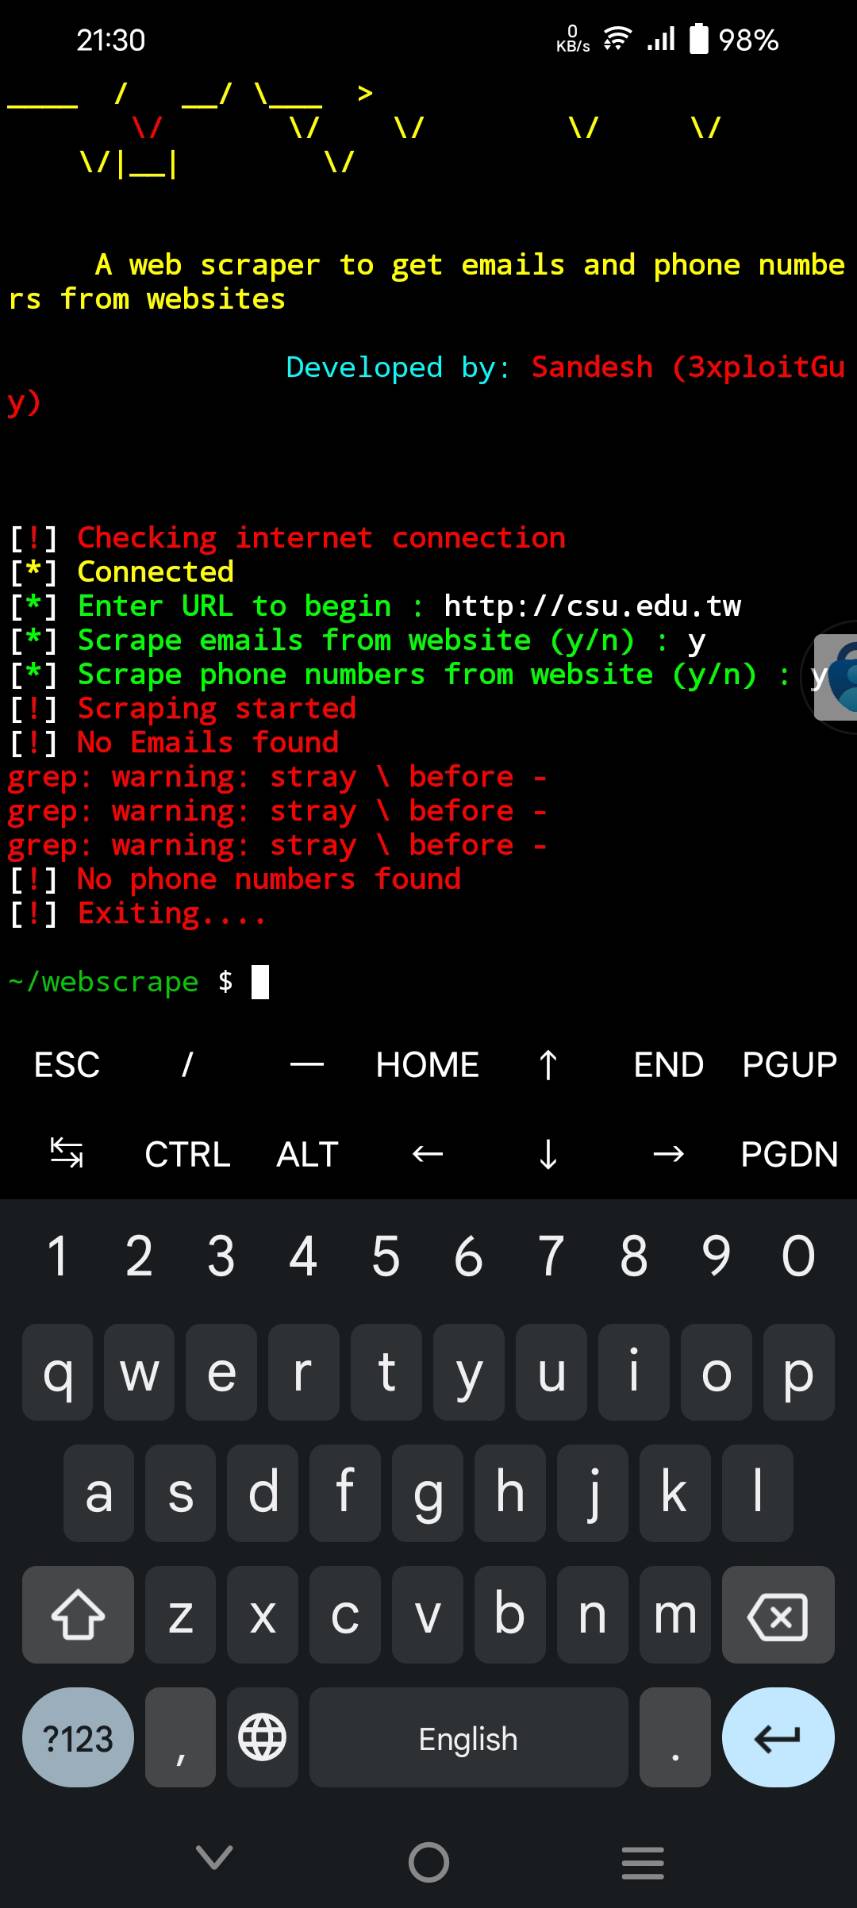 21:30 0 KB/s 98%
____  /   __/ \___  >
       \/       \/    \/        \/     \/
    \/|__|        \/
A web scraper to get emails and phone numbe
rs from websites
Developed by: Sandesh (3xploitGu
y)
[!] Checking internet connection
[*] Connected
[*] Enter URL to begin : http://csu.edu.tw
[*] Scrape emails from website (y/n) : y
[*] Scrape phone numbers from website (y/n) : y
[!] Scraping started
[!] No Emails found
grep: warning: stray \ before -
grep: warning: stray \ before -
grep: warning: stray \ before -
[!] No phone numbers found
[!] Exiting....
~/webscrape $
ESC / — HOME ↑ END PGUP
↹ CTRL ALT ← ↓ → PGDN
1 2 3 4 5 6 7 8 9 0
q w e r t y u i o p
a s d f g h j k l
z x c v b n m
?123 , English .